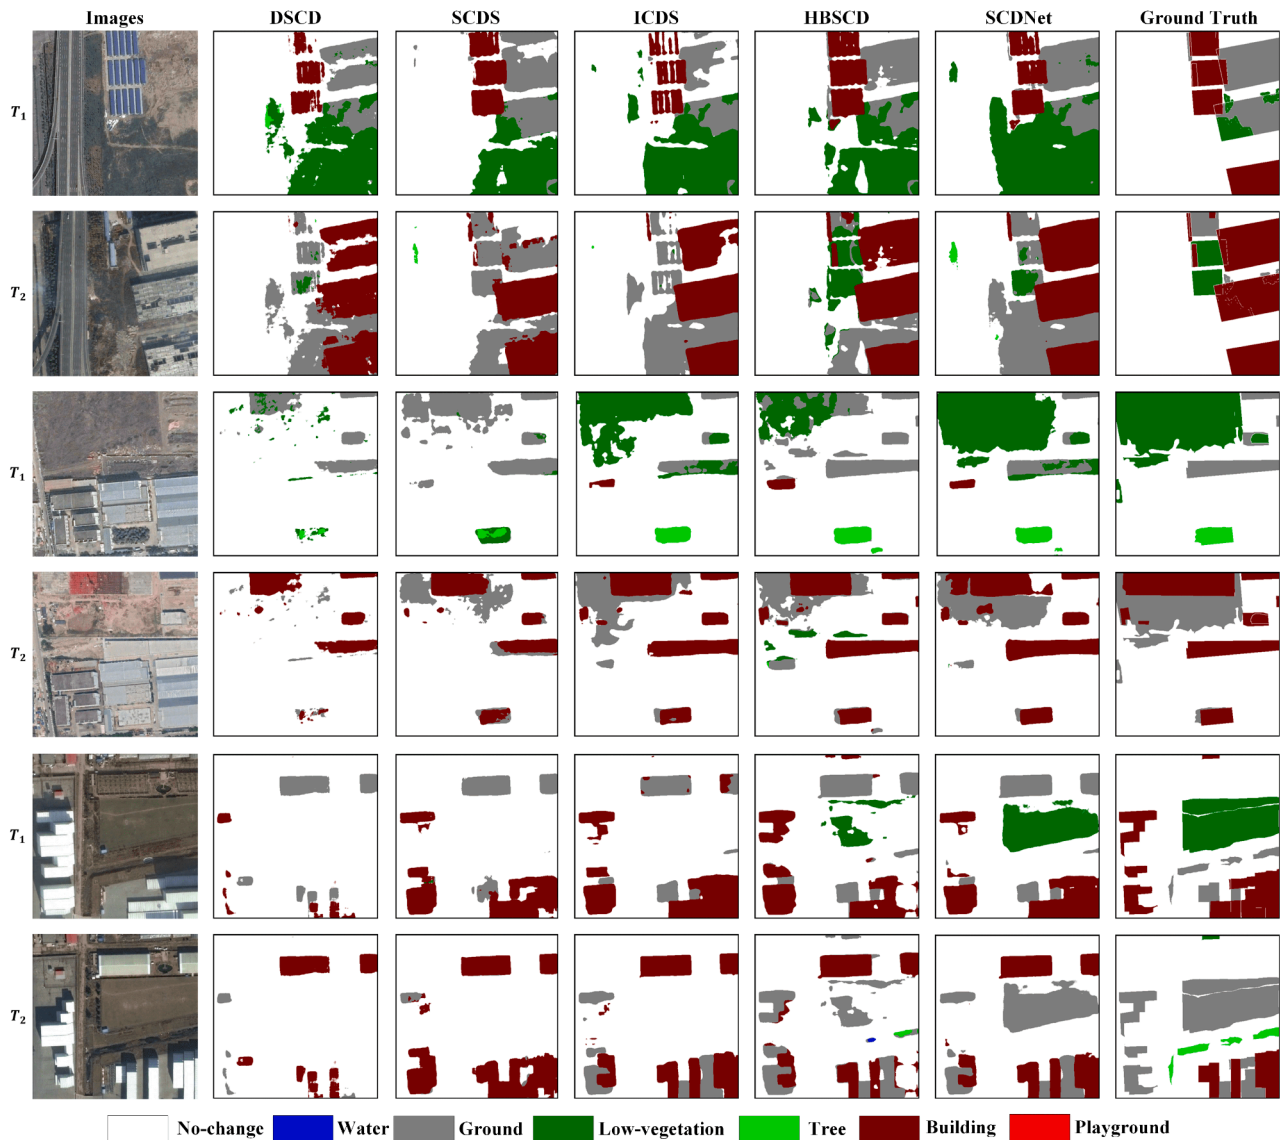 Images DSCD SCDS ICDS HBSCD SCDNet Ground Truth
T1
T2
T1
T2
T1
T2
No-change Water Ground Low-vegetation Tree Building Playground